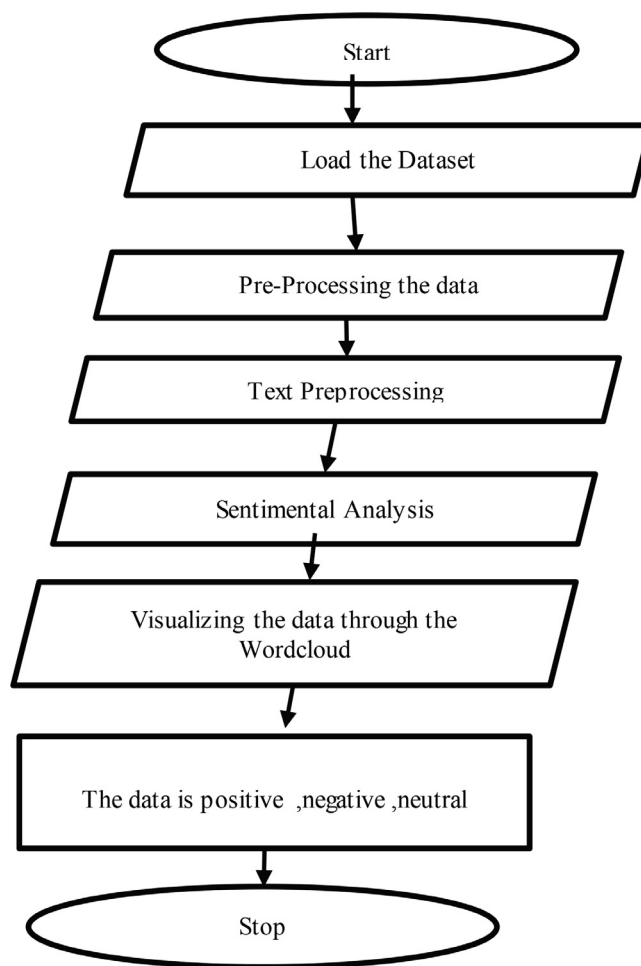 Start
Load the Dataset
Pre-Processing the data
Text Preprocessing
Sentimental Analysis
Visualizing the data through the
Wordcloud
The data is positive ,negative ,neutral
Stop